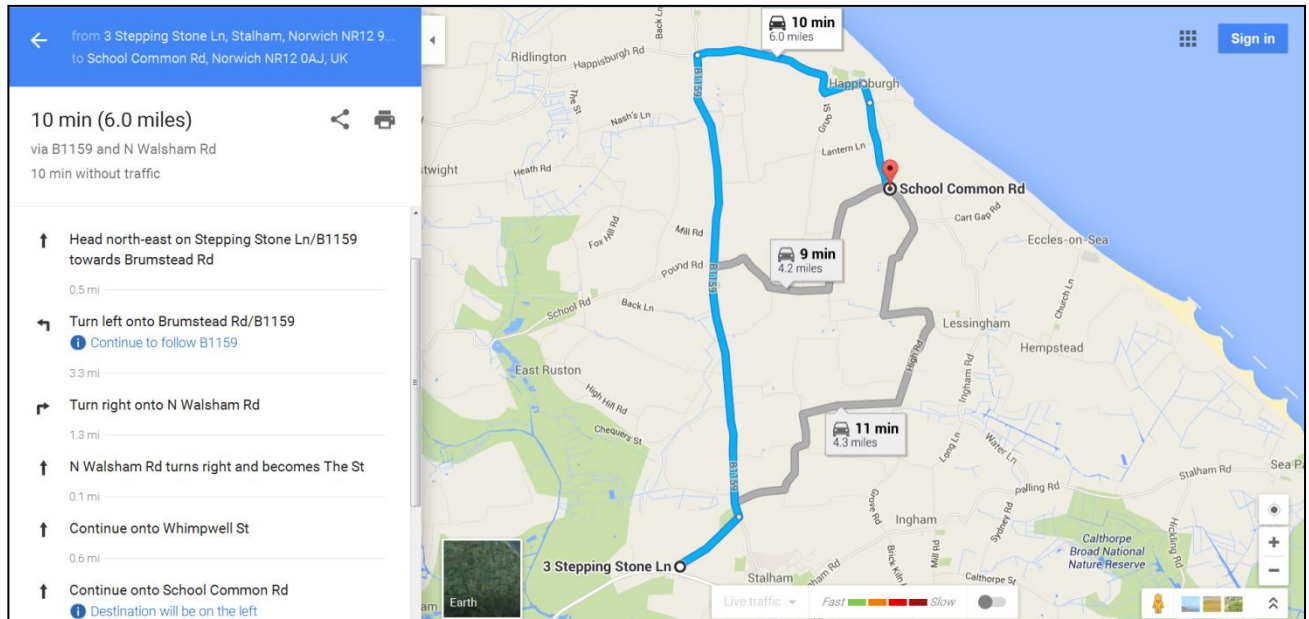 from 3 Stepping Stone Ln, Stalham, Norwich NR12 9...
to School Common Rd, Norwich NR12 0AJ, UK
10 min (6.0 miles)
via B1159 and N Walsham Rd
10 min without traffic
Head north-east on Stepping Stone Ln/B1159
towards Brumstead Rd
0.5 mi
Turn left onto Brumstead Rd/B1159
Continue to follow B1159
3.3 mi
Turn right onto N Walsham Rd
1.3 mi
N Walsham Rd turns right and becomes The St
0.1 mi
Continue onto Whimpwell St
0.6 mi
Continue onto School Common Rd
Destination will be on the left
Sign in
10 min
6.0 miles
Back Ln
Ridlington
Happisburgh Rd
B1159
Happisburgh
The St
Nash's Ln
Lantern Ln
twight
Heath Rd
School Common Rd
Cart Gap Rd
Fox Hill Rd
Mill Rd
Eccles-on-Sea
9 min
4.2 miles
Pound Rd
B1159
School Rd
Back Ln
Church Ln
Lessingham
Hempstead
High Rd
East Ruston
Ingham Rd
High Hill Rd
Chequers St
11 min
4.3 miles
Long Ln
Water Ln
B1159
Stalham Rd
Sea P
Palling Rd
Grove Rd
Ingham
Sydney Rd
Hickling Rd
Calthorpe
Broad National
Nature Reserve
Brick Kiln
Mill Rd
3 Stepping Stone Ln
Stalham
Calthorpe St
Earth
Live traffic
Fast
Slow